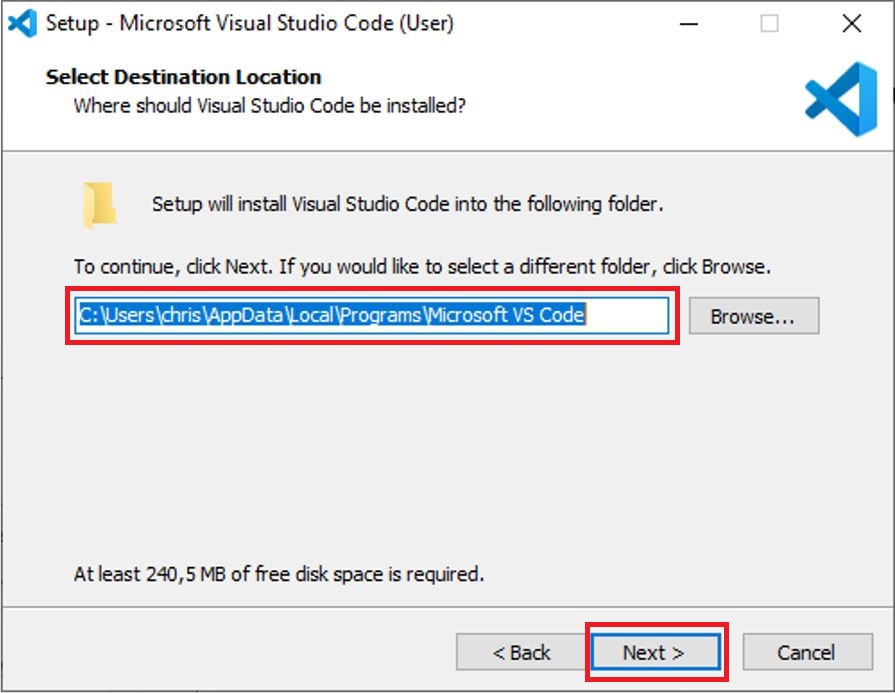 Setup - Microsoft Visual Studio Code (User)
Select Destination Location
Where should Visual Studio Code be installed?
Setup will install Visual Studio Code into the following folder.
To continue, click Next. If you would like to select a different folder, click Browse.
C:\Users\chris\AppData\Local\Programs\Microsoft VS Code
Browse...
At least 240,5 MB of free disk space is required.
< Back
Next >
Cancel